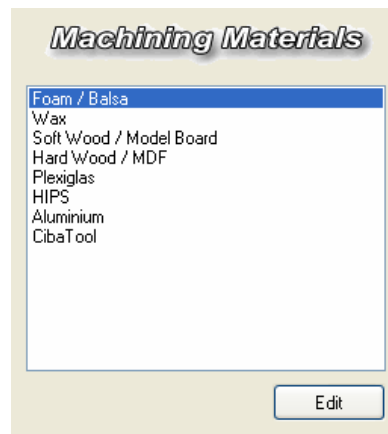 Machining Materials
Foam / Balsa
Wax
Soft Wood / Model Board
Hard Wood / MDF
Plexiglas
HIPS
Aluminium
CibaTool
Edit